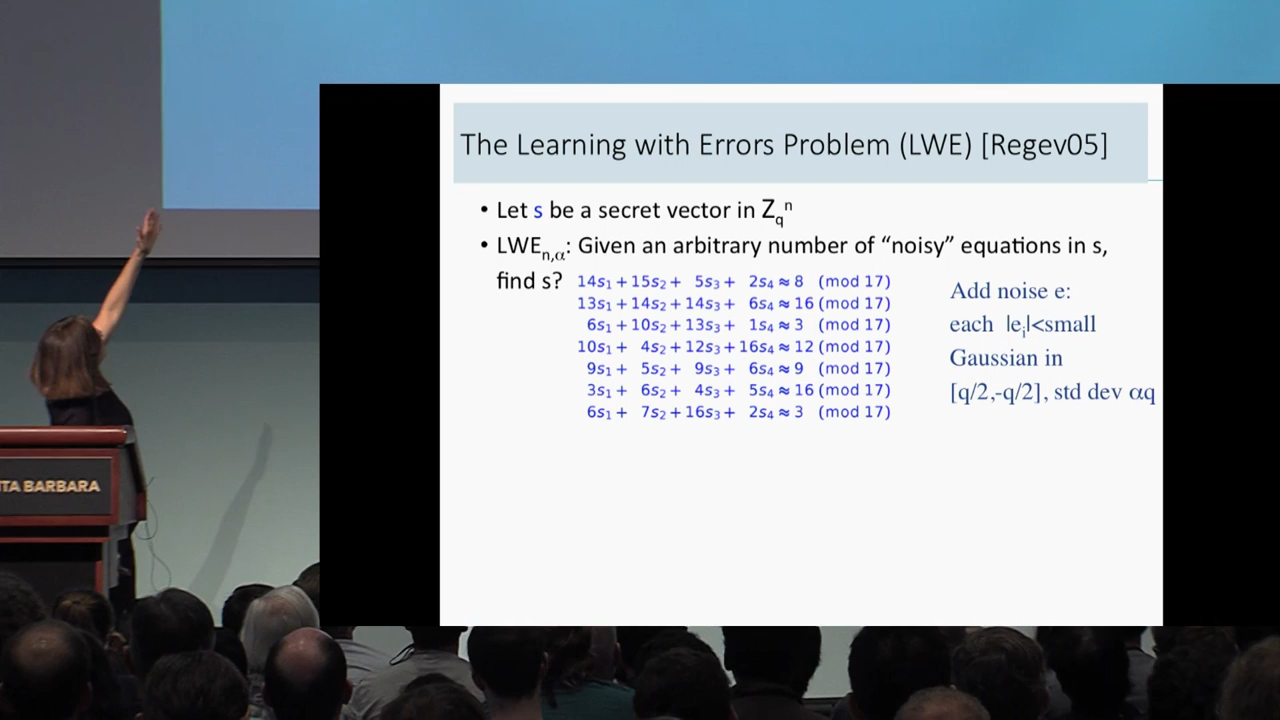 The Learning with Errors Problem (LWE) [Regev05]
• Let s be a secret vector in Zqⁿ
• LWEn,α: Given an arbitrary number of “noisy” equations in s,
find s?
14s₁ + 15s₂ + 5s₃ + 2s₄ ≈ 8 (mod 17)
13s₁ + 14s₂ + 14s₃ + 6s₄ ≈ 16 (mod 17)
6s₁ + 10s₂ + 13s₃ + 1s₄ ≈ 3 (mod 17)
10s₁ + 4s₂ + 12s₃ + 16s₄ ≈ 12 (mod 17)
9s₁ + 5s₂ + 9s₃ + 6s₄ ≈ 9 (mod 17)
3s₁ + 6s₂ + 4s₃ + 5s₄ ≈ 16 (mod 17)
6s₁ + 7s₂ + 16s₃ + 2s₄ ≈ 3 (mod 17)
Add noise e:
each |eᵢ|<small
Gaussian in
[q/2,-q/2], std dev αq
TA BARBARA